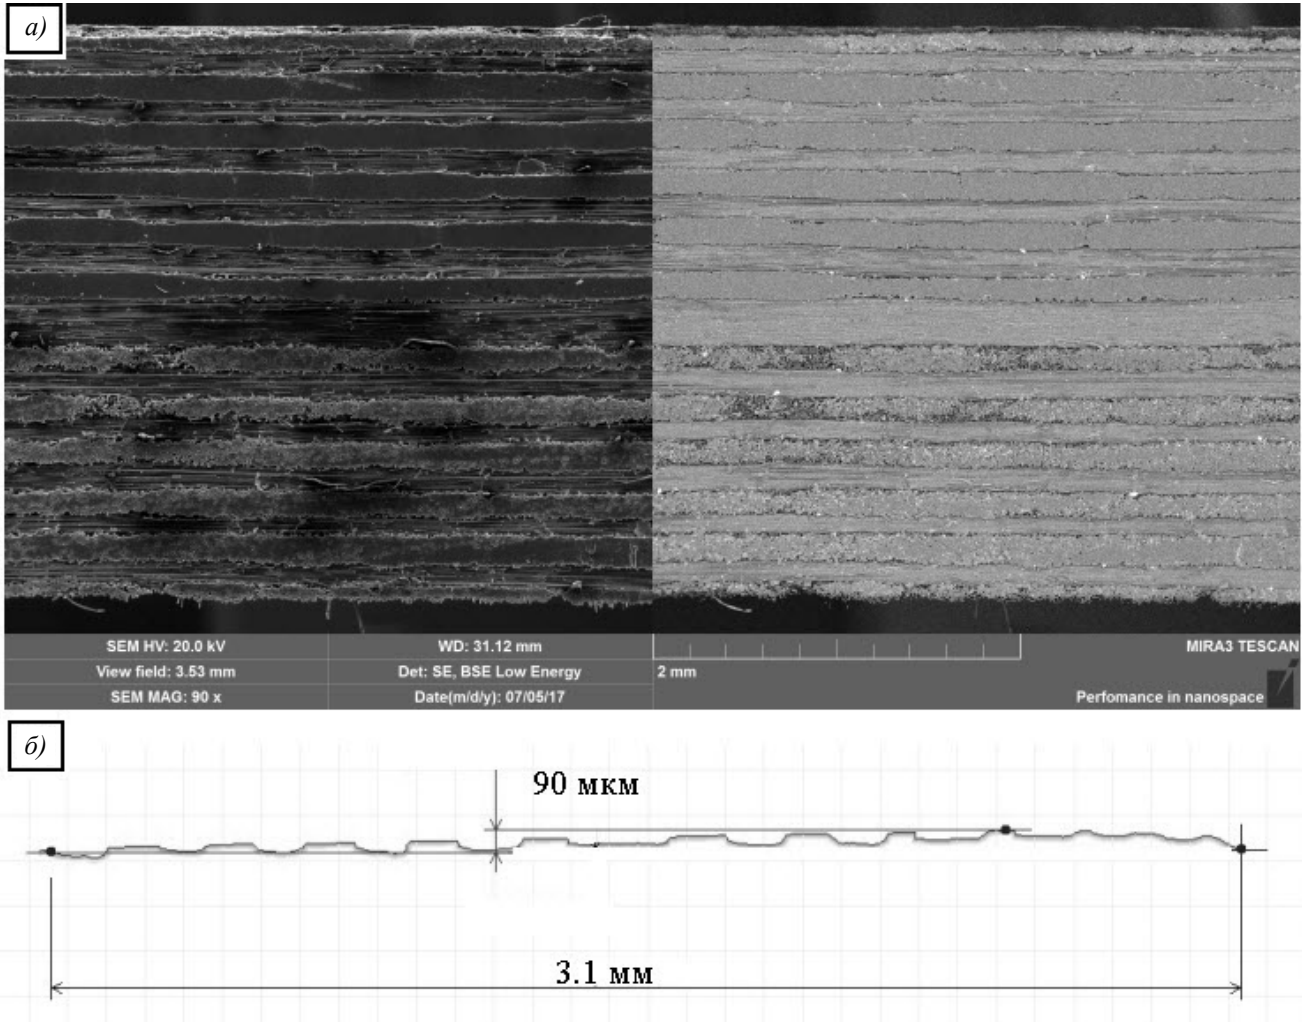 а)
SEM HV: 20.0 kV
WD: 31.12 mm
MIRA3 TESCAN
View field: 3.53 mm
Det: SE, BSE Low Energy
2 mm
SEM MAG: 90 x
Date(m/d/y): 07/05/17
Perfomance in nanospace
б)
90 мкм
3.1 мм